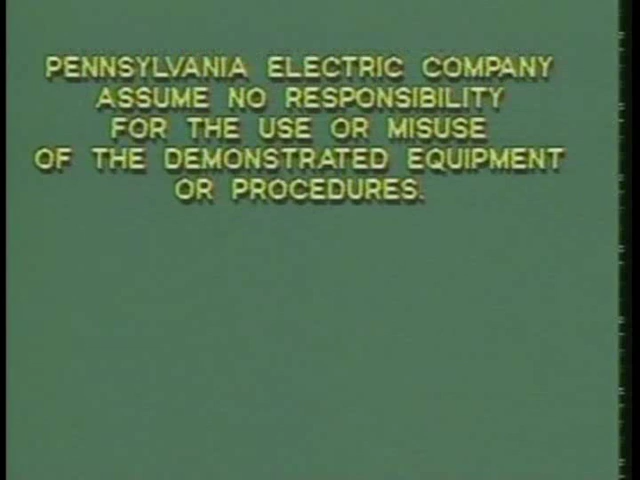 PENNSYLVANIA ELECTRIC COMPANY
ASSUME NO RESPONSIBILITY
FOR THE USE OR MISUSE
OF THE DEMONSTRATED EQUIPMENT
OR PROCEDURES.